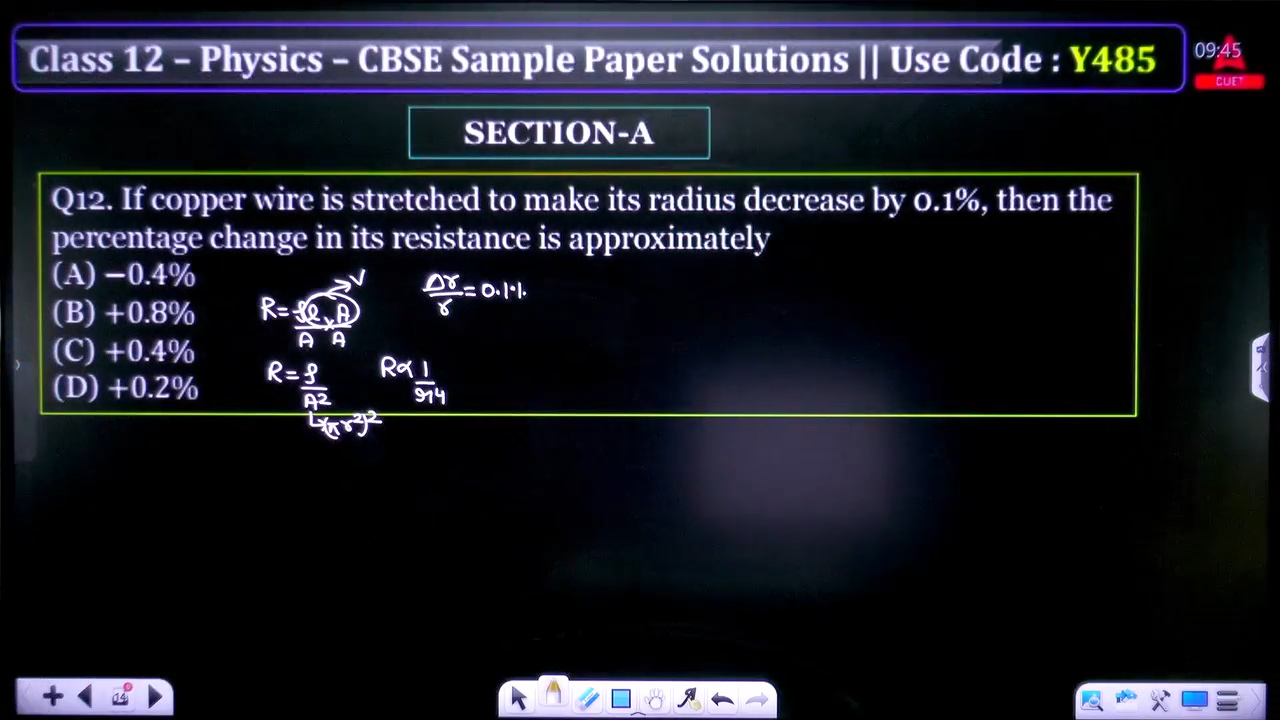 Class 12 – Physics – CBSE Sample Paper Solutions || Use Code : Y485
09:45
CUET
SECTION-A
Q12. If copper wire is stretched to make its radius decrease by 0.1%, then the
percentage change in its resistance is approximately
(A) –0.4%
(B) +0.8%
(C) +0.4%
(D) +0.2%
V
R = ρl × A
A A
Δr/r = 0.1%
R = ρ/A²
R ∝ 1/r⁴
(πr²)²
14